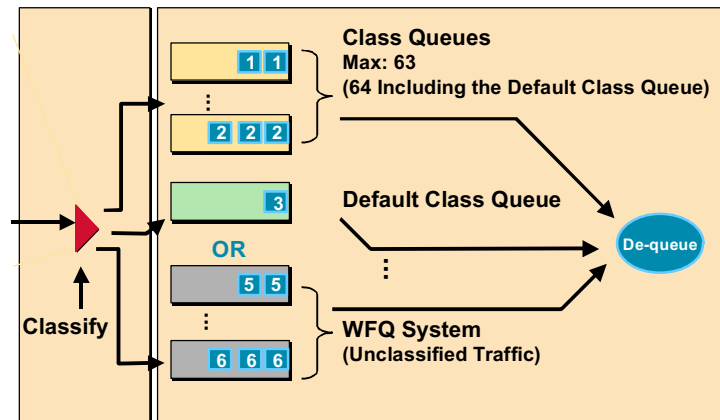 Class Queues
Max: 63
(64 Including the Default Class Queue)
1 1
⋮
2 2 2
3
Default Class Queue
De-queue
OR
⋮
5 5
⋮
Classify
WFQ System
(Unclassified Traffic)
6 6 6